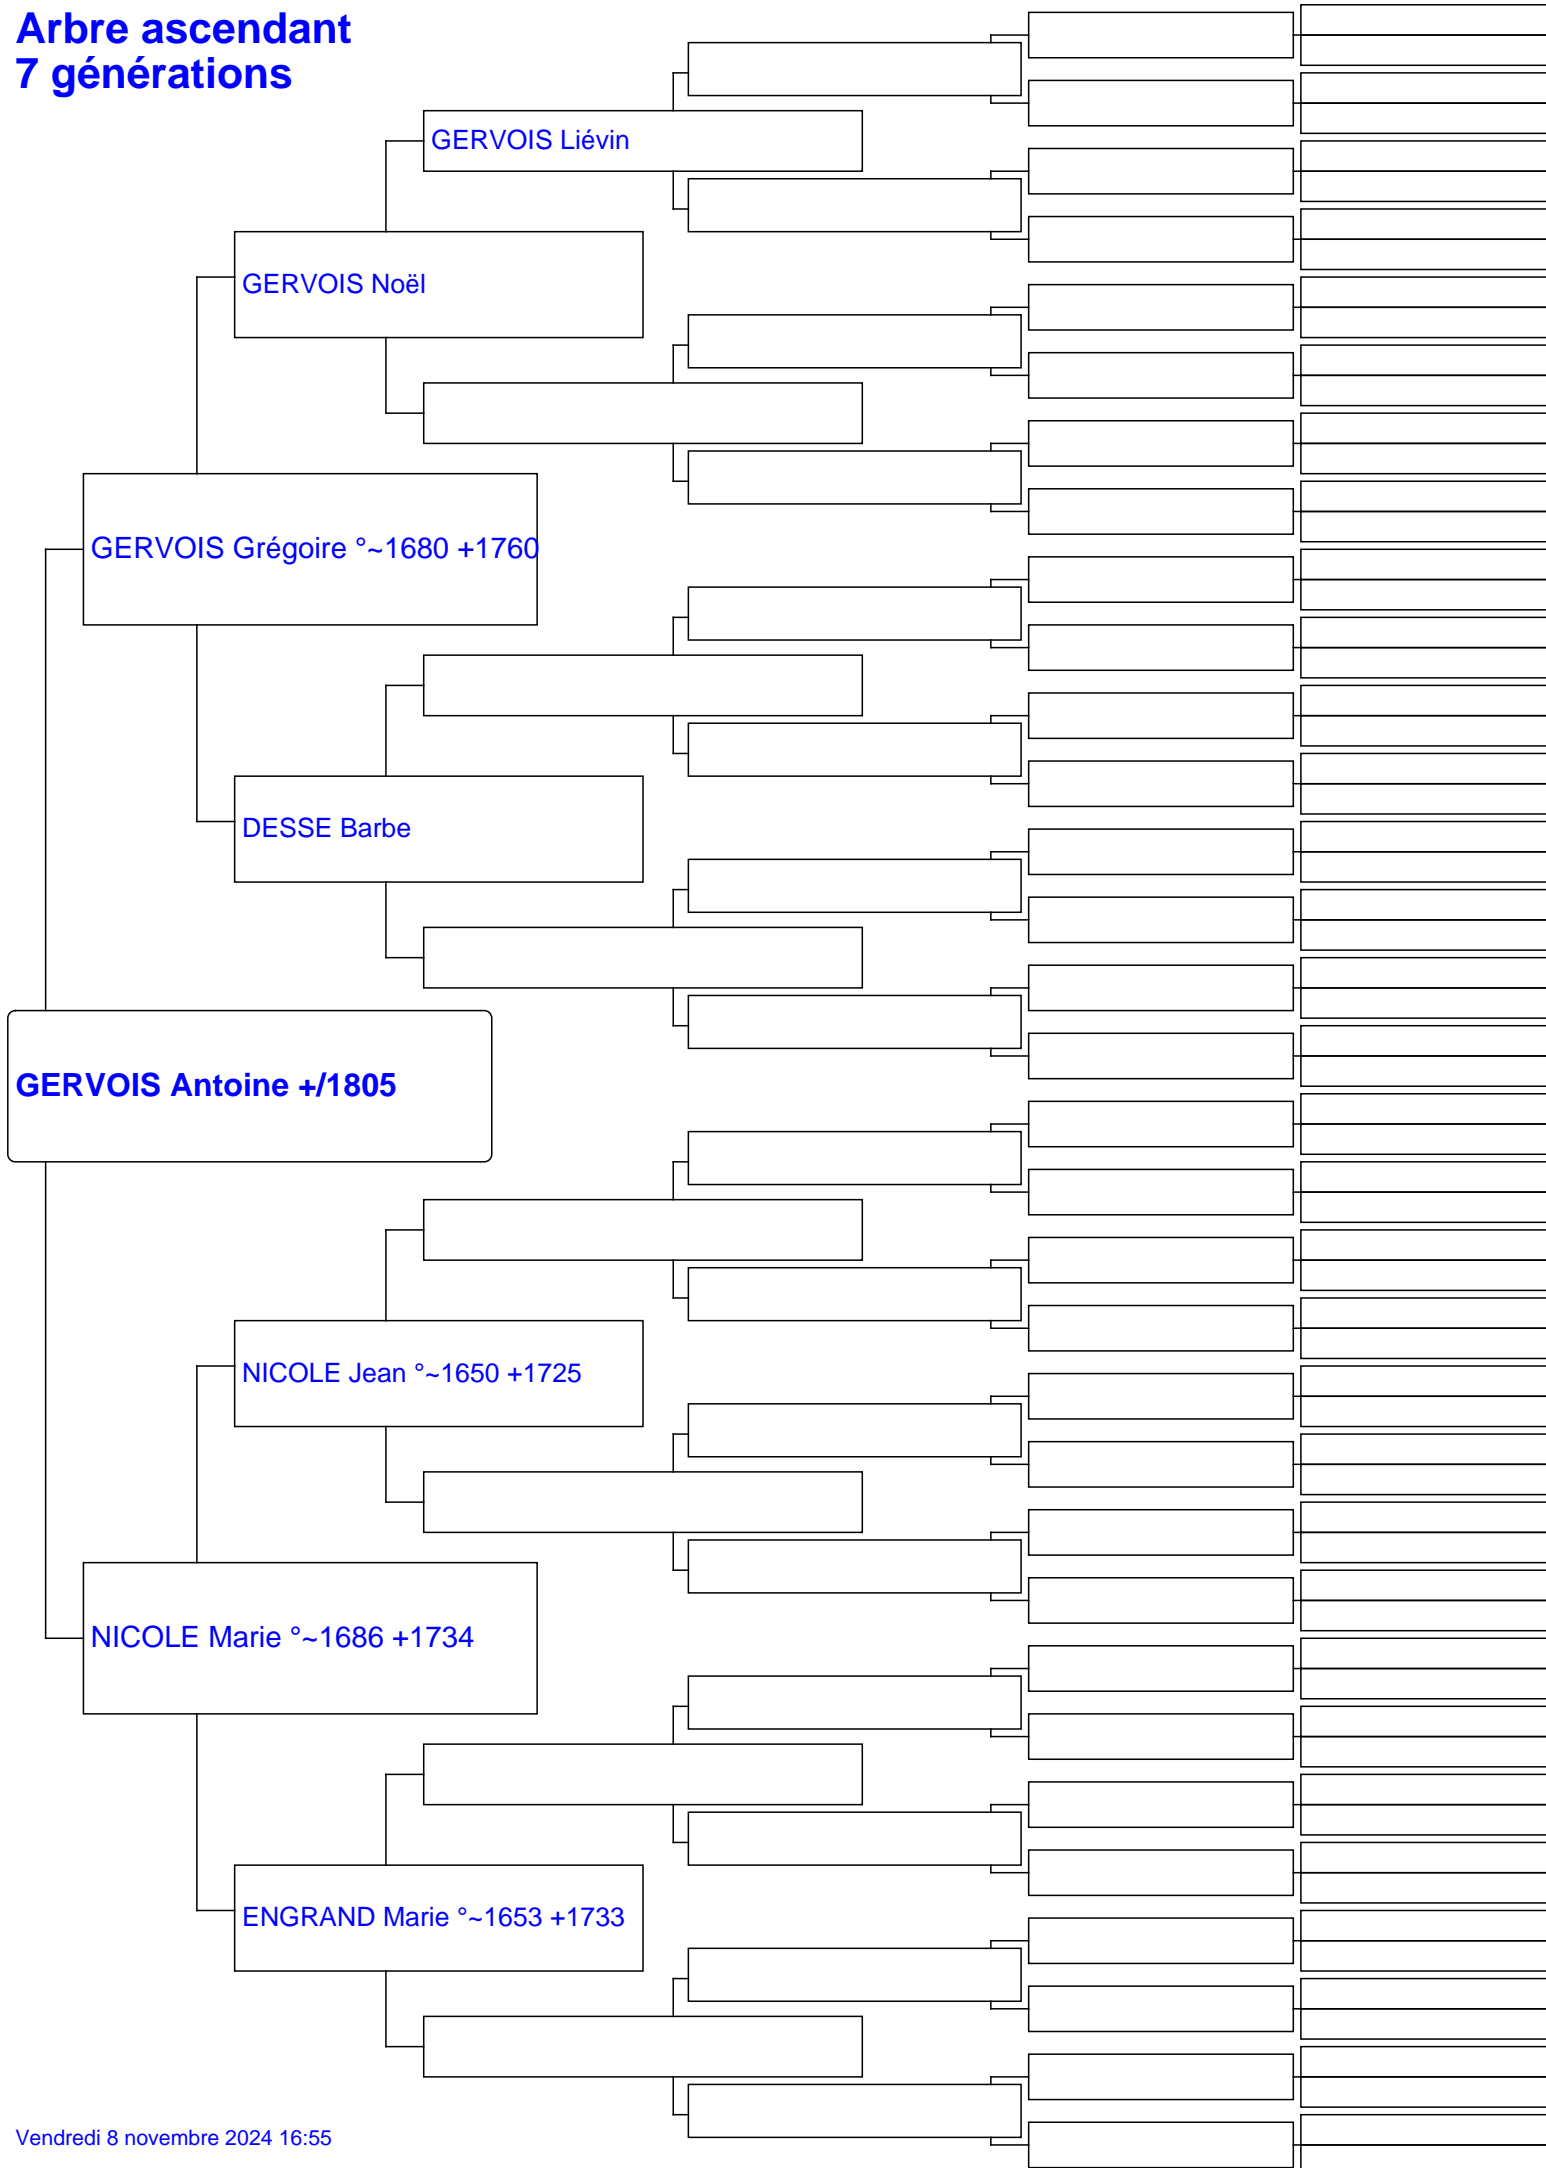 Arbre ascendant
7 générations
GERVOIS Liévin
GERVOIS Noël
GERVOIS Grégoire °~1680 +1760
DESSE Barbe
GERVOIS Antoine +/1805
NICOLE Jean °~1650 +1725
NICOLE Marie °~1686 +1734
ENGRAND Marie °~1653 +1733
Vendredi 8 novembre 2024 16:55